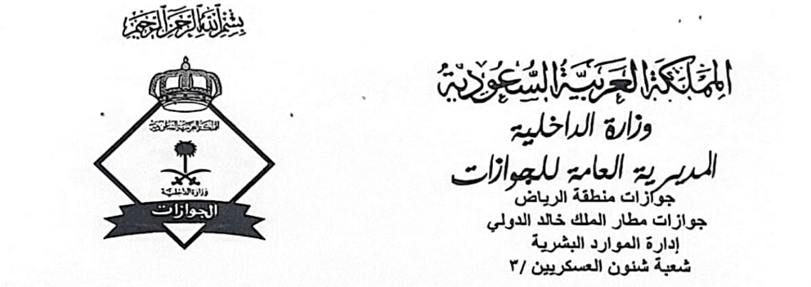 بسم الله الرحمن الرحيم
المملكة العربية السعودية
وزارة الداخلية
المديرية العامة للجوازات
جوازات منطقة الرياض
جوازات مطار الملك خالد الدولي
إدارة الموارد البشرية
شعبة شئون العسكريين /٣
المملكة العربية السعودية
وزارة الداخلية
الجوازات